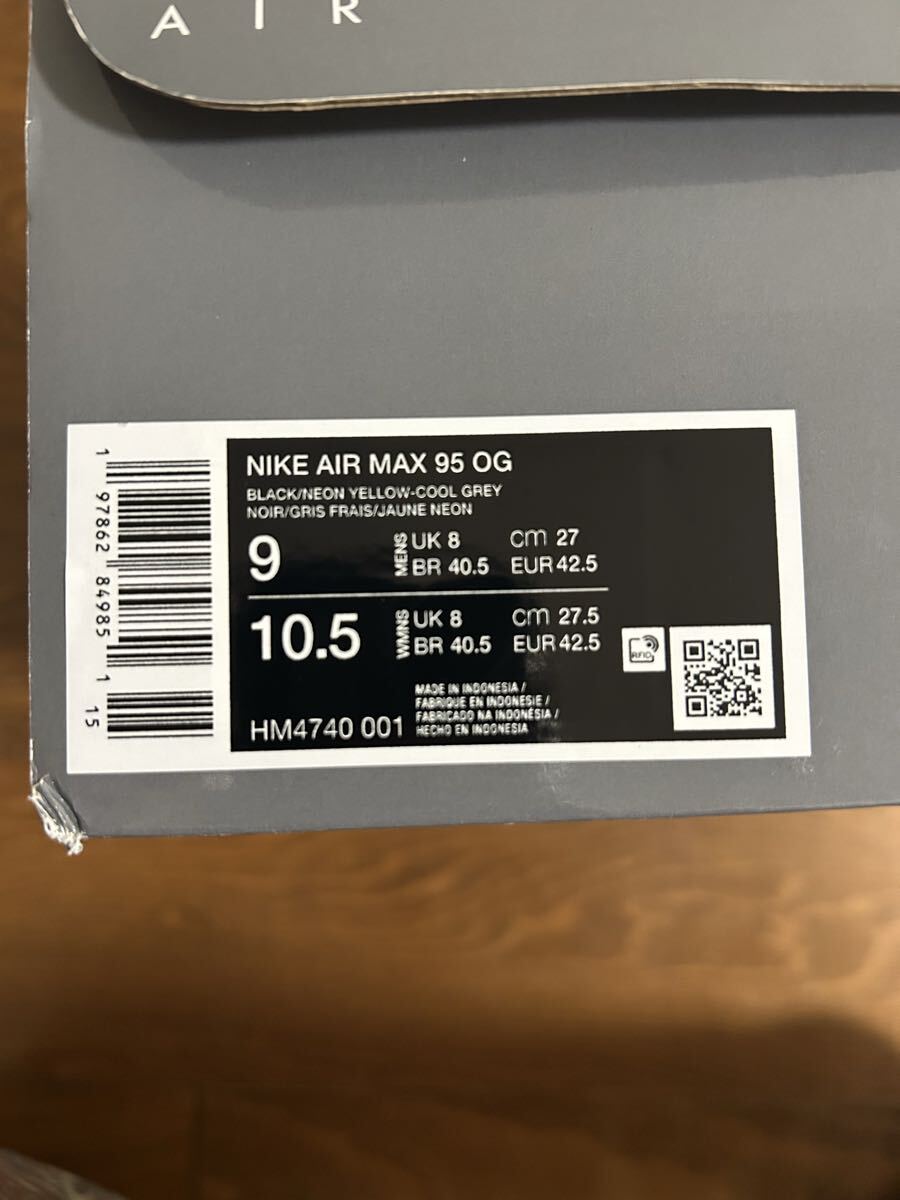 AIR
1 97862 84985 1 15
NIKE AIR MAX 95 OG
BLACK/NEON YELLOW-COOL GREY
NOIR/GRIS FRAIS/JAUNE NEON
9 MENS UK 8 cm 27
BR 40.5 EUR 42.5
10.5 WMNS UK 8 cm 27.5
BR 40.5 EUR 42.5
RFID
MADE IN INDONESIA /
FABRIQUE EN INDONESIE /
FABRICADO NA INDONÉSIA /
HECHO EN INDONESIA
HM4740 001